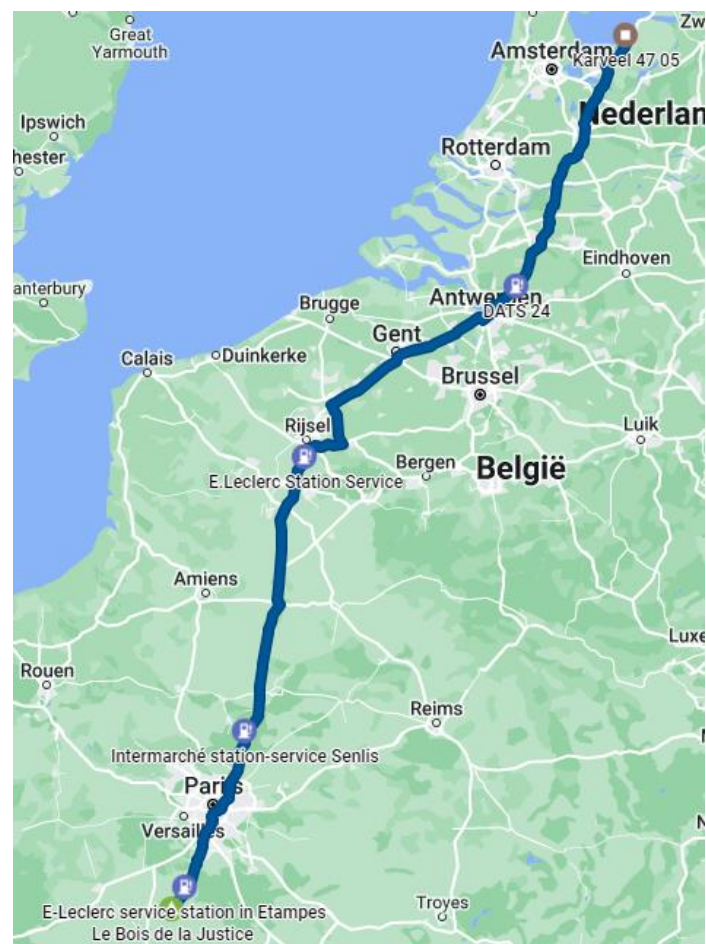 Great
Yarmouth
Zw
Amsterdam
Karveel 47 05
Ipswich
Nederlan
hester
Rotterdam
Eindhoven
anterbury
Antwerpen
DATS 24
Brugge
Gent
Calais
Duinkerke
Brussel
Rijsel
Luik
Bergen
België
E.Leclerc Station Service
Amiens
Luxe
Rouen
Reims
Intermarché station-service Senlis
Paris
Versailles
N
E-Leclerc service station in Etampes
Troyes
Le Bois de la Justice